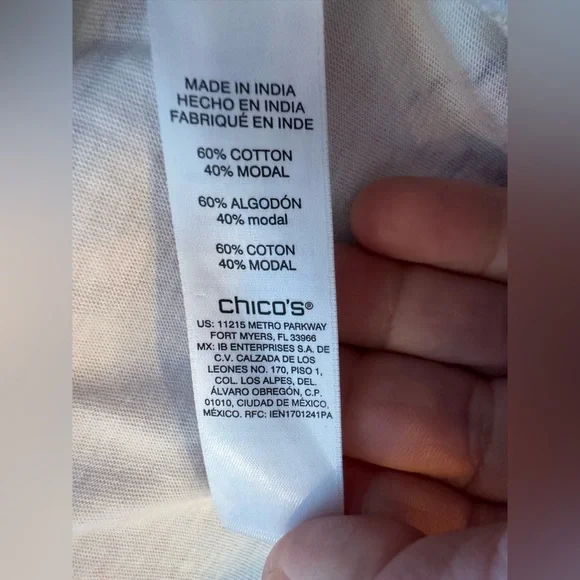 MADE IN INDIA
HECHO EN INDIA
FABRIQUÉ EN INDE
60% COTTON
40% MODAL
60% ALGODÓN
40% modal
60% COTON
40% MODAL
chico's®
US: 11215 METRO PARKWAY
FORT MYERS, FL 33966
MX: IB ENTERPRISES S.A. DE
C.V. CALZADA DE LOS
LEONES NO. 170, PISO 1,
COL. LOS ALPES, DEL.
ÁLVARO OBREGÓN, C.P.
01010, CIUDAD DE MÉXICO,
MÉXICO. RFC: IEN1701241PA